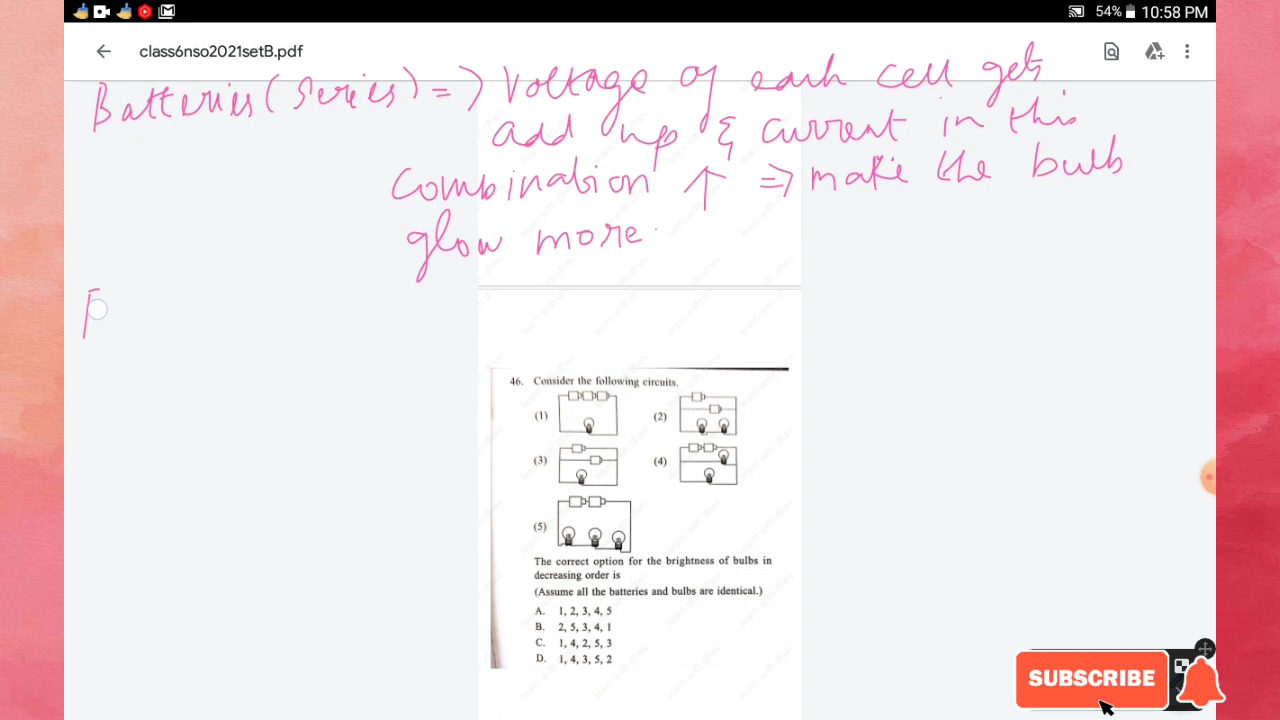 54% 10:58 PM
class6nso2021setB.pdf
Batteries (Series) => Voltage of each cell gets
add up & current in this
combination ↑ => make the bulb
glow more
46. Consider the following circuits.
(1) (2)
(3) (4)
(5)
The correct option for the brightness of bulbs in
decreasing order is
(Assume all the batteries and bulbs are identical.)
A. 1, 2, 3, 4, 5
B. 2, 5, 3, 4, 1
C. 1, 4, 2, 5, 3
D. 1, 4, 3, 5, 2
SUBSCRIBE